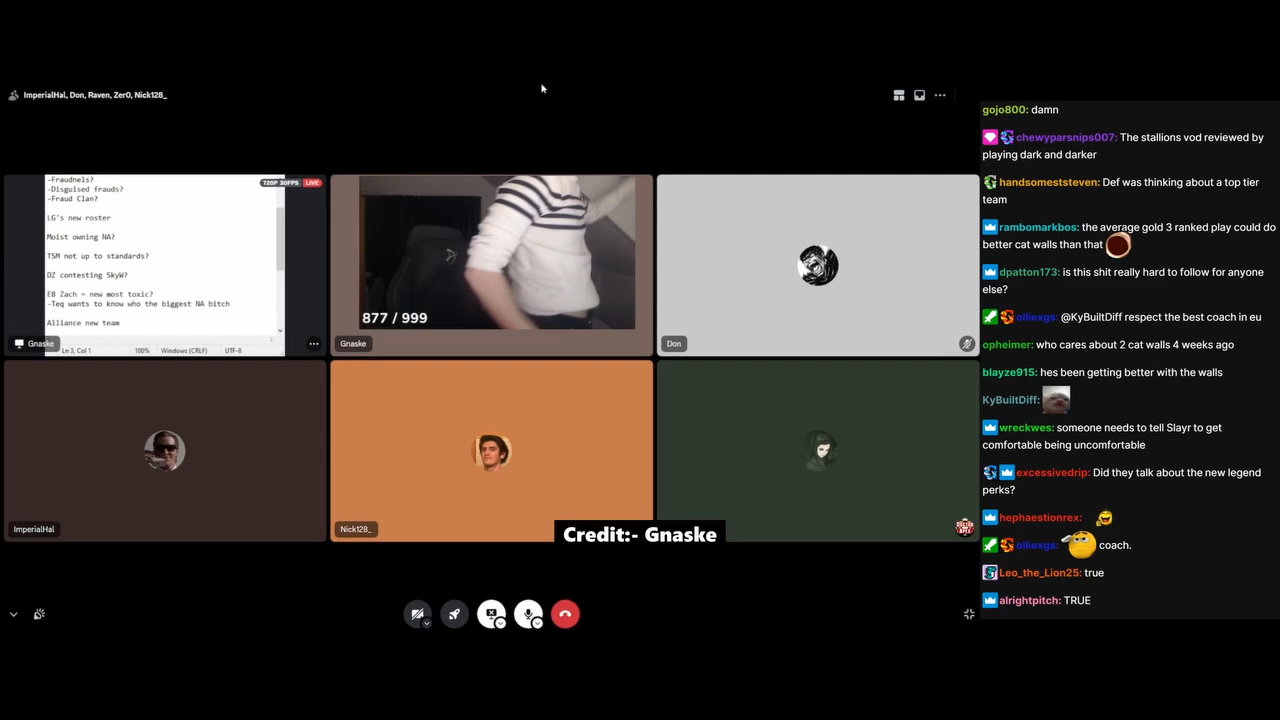 ImperialHal, Don, Raven, Zer0, Nick128_
-Fraudnels?
-Disguised frauds?
-Fraud Clan?
LG's new roster
Moist owning NA?
TSM not up to standards?
DZ contesting SkyW?
E8 Zach = new most toxic?
-Teq wants to know who the biggest NA bitch
Alliance new team
720P 30FPS LIVE
Gnaske
Ln 3, Col 1 100% Windows (CRLF) UTF-8
877 / 999
Gnaske
Don
ImperialHal
Nick128_
Credit:- Gnaske
gojo800: damn
chewyparsnips007: The stallions vod reviewed by
playing dark and darker
handsomeststeven: Def was thinking about a top tier
team
rambomarkbos: the average gold 3 ranked play could do
better cat walls than that
dpatton173: is this shit really hard to follow for anyone
else?
olliexgs: @KyBuiltDiff respect the best coach in eu
opheimer: who cares about 2 cat walls 4 weeks ago
blayze915: hes been getting better with the walls
KyBuiltDiff:
wreckwes: someone needs to tell Slayr to get
comfortable being uncomfortable
excessivedrip: Did they talk about the new legend
perks?
hephaestionrex:
olliexgs: coach.
Leo_the_Lion25: true
alrightpitch: TRUE